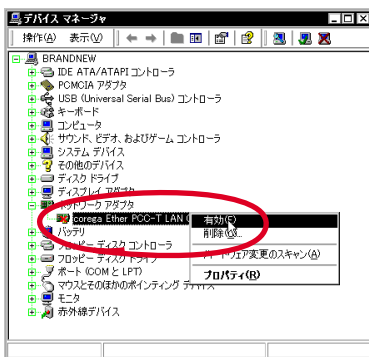 デバイス マネージャ
操作(A) 表示(V)
BRANDNEW
IDE ATA/ATAPI コントローラ
PCMCIA アダプタ
USB (Universal Serial Bus) コントローラ
キーボード
コンピュータ
サウンド、ビデオ、およびゲーム コントローラ
システム デバイス
その他のデバイス
ディスク ドライブ
ディスプレイ アダプタ
ネットワーク アダプタ
corega Ether PCC-T LAN
有効(E)
バッテリ
削除(U)...
フロッピー ディスク コントローラ
ハードウェア変更のスキャン(A)
フロッピー ディスク ドライブ
ポート (COM と LPT)
プロパティ(R)
マウスとそのほかのポインティング デバイス
モニタ
赤外線デバイス